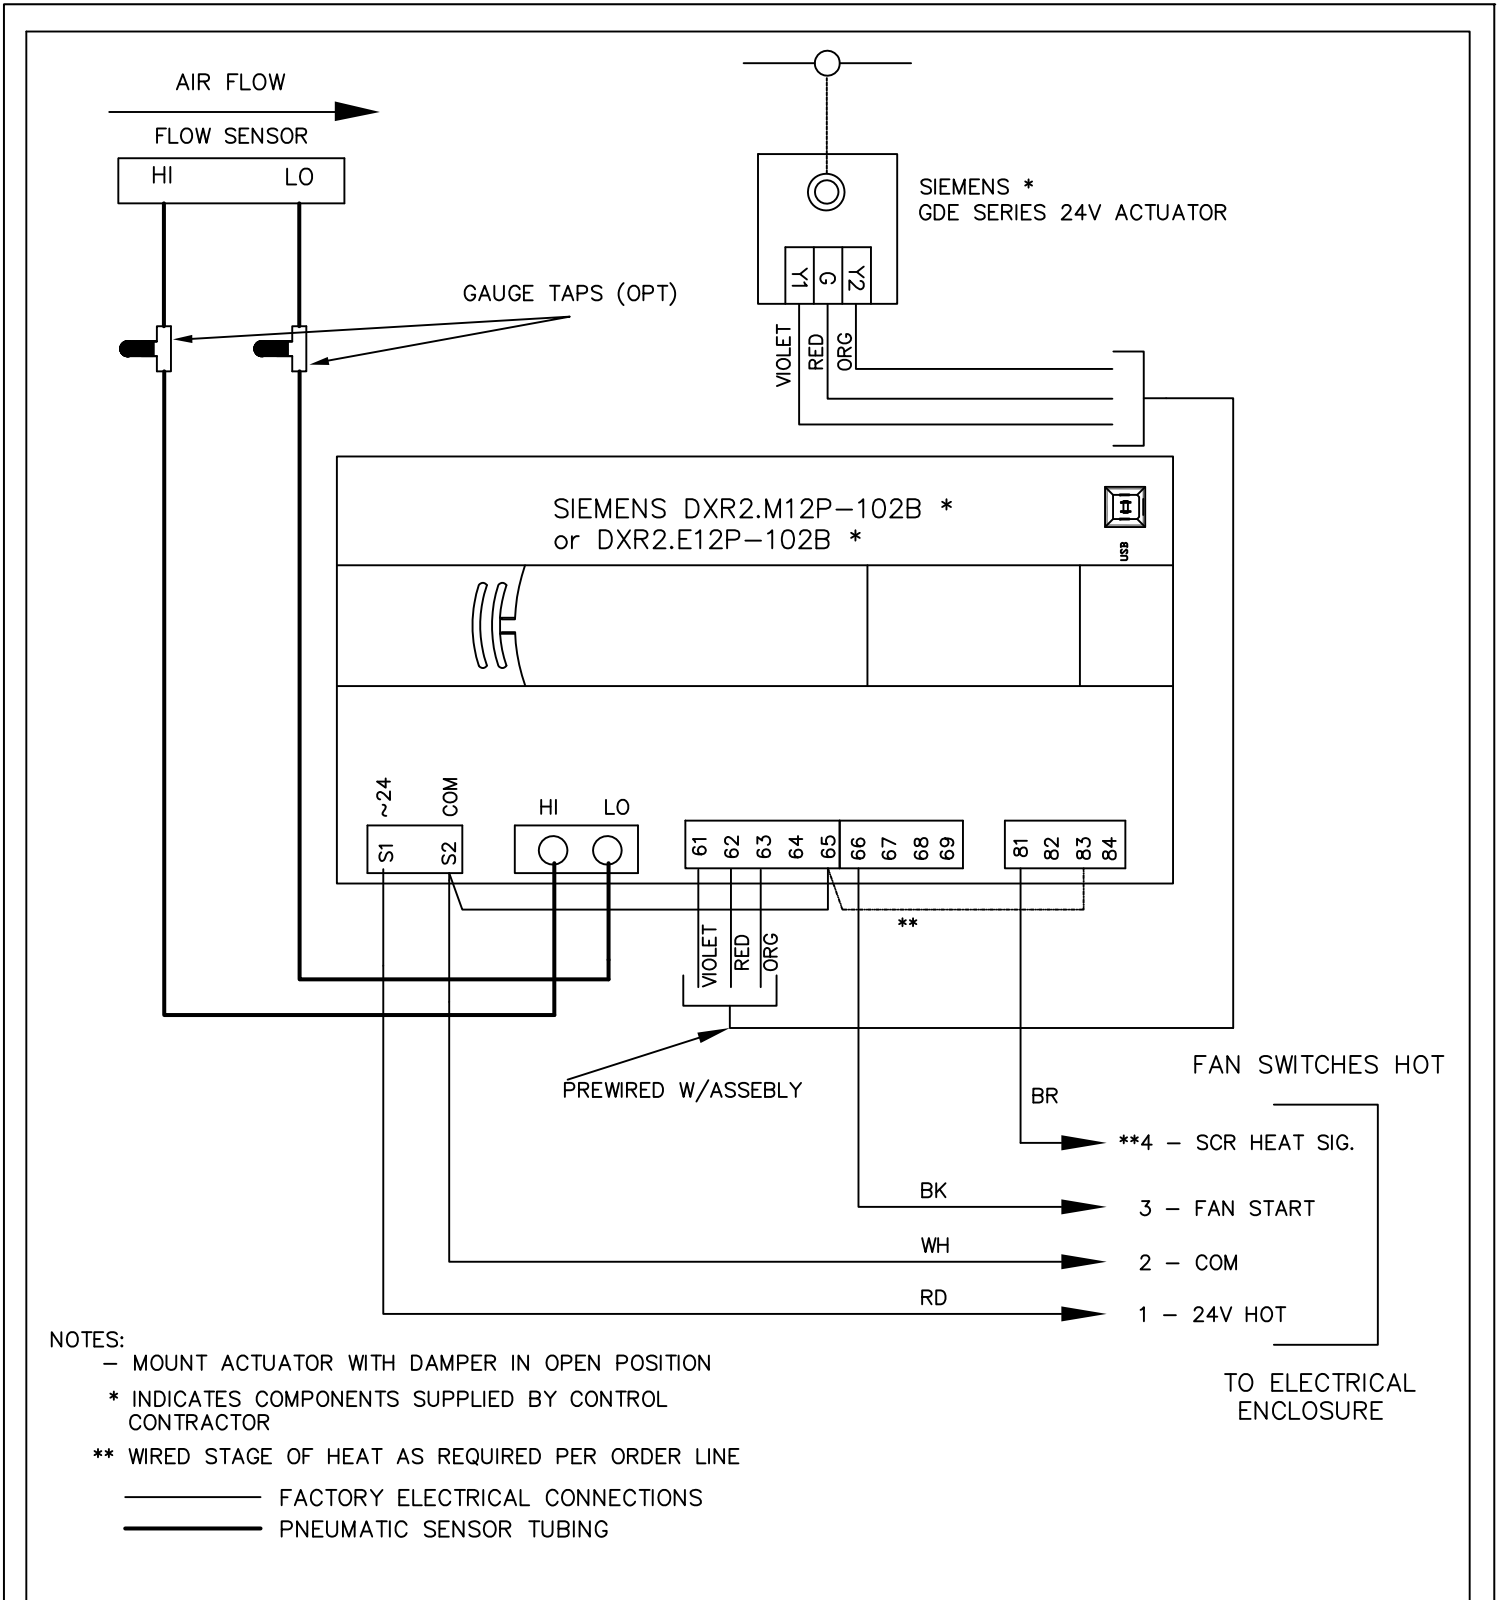 AIR FLOW
FLOW SENSOR
HI LO
SIEMENS *
GDE SERIES 24V ACTUATOR
Y1 G Y2
GAUGE TAPS (OPT)
VIOLET RED ORG
SIEMENS DXR2.M12P-102B *
or DXR2.E12P-102B *
USB
~24 COM HI LO
S1 S2 61 62 63 64 65 66 67 68 69 81 82 83 84
**
VIOLET RED ORG
PREWIRED W/ASSEBLY
FAN SWITCHES HOT
BR
**4 - SCR HEAT SIG.
BK
3 - FAN START
WH
2 - COM
RD
1 - 24V HOT
TO ELECTRICAL
ENCLOSURE
NOTES:
- MOUNT ACTUATOR WITH DAMPER IN OPEN POSITION
* INDICATES COMPONENTS SUPPLIED BY CONTROL
CONTRACTOR
** WIRED STAGE OF HEAT AS REQUIRED PER ORDER LINE
FACTORY ELECTRICAL CONNECTIONS
PNEUMATIC SENSOR TUBING